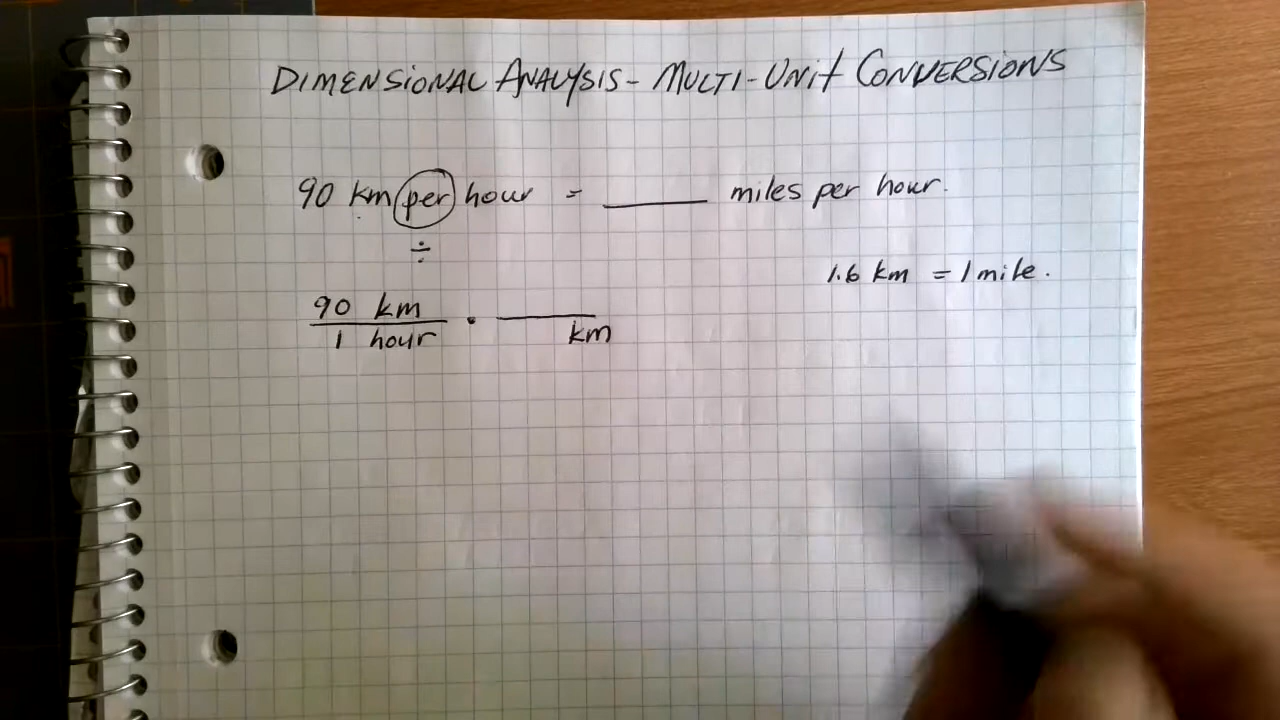 DIMENSIONAL ANALYSIS - MULTI-UNIT CONVERSIONS
90 km per hour = ______ miles per hour.
÷
1.6 km = 1 mile.
90 km
1 hour · ______
km